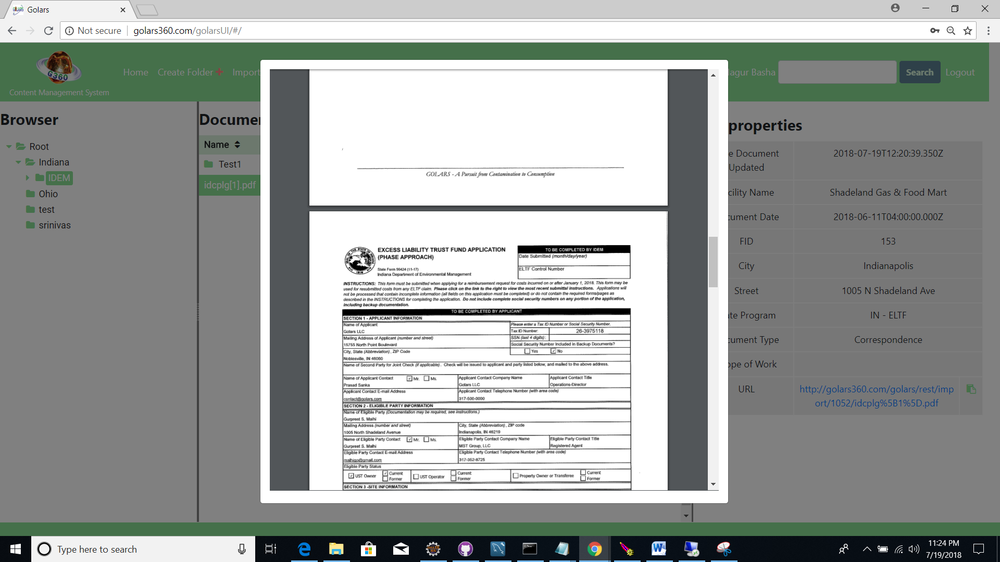 Golars
Not secure
golars360.com/golarsUI/#/
G360
Content Management System
Home
Create Folder
Import
lagur Basha
Search
Logout
Browser
Root
Indiana
IDEM
Ohio
test
srinivas
Documen
Name
Test1
idcplg[1].pdf
GOLARS - A Pursuit from Contamination to Consumption
EXCESS LIABILITY TRUST FUND APPLICATION
(PHASE APPROACH)
State Form 56424 (11-17)
Indiana Department of Environmental Management
TO BE COMPLETED BY IDEM
Date Submitted (month/day/year)
ELTF Control Number
INSTRUCTIONS: This form must be submitted when applying for a reimbursement request for costs incurred on or after January 1, 2018. This form may be
used for resubmitted costs from any ELTF claim. Please click on the link to the right to view the most recent submittal instructions. Applications will
not be processed that contain incomplete information (all fields on this application must be completed) or do not contain the required forms/pages as
described in the INSTRUCTIONS for completing the application. Do not include complete social security numbers on any portion of the application,
including backup documentation.
TO BE COMPLETED BY APPLICANT
SECTION 1 - APPLICANT INFORMATION
Name of Applicant
Golars LLC
Please enter a Tax ID Number or Social Security Number.
Tax ID Number: 26-3975118
Mailing Address of Applicant (number and street)
15755 North Point Boulevard
SSN (last 4 digits) :
Social Security Number Included in Backup Documents?
Yes No
City, State (Abbreviation) , ZIP Code
Noblesville, IN 46060
Name of Second Party for Joint Check (if applicable) . Check will be issued to applicant and party listed below, and mailed to the above address.
Name of Applicant Contact Mr. Ms.
Prasad Sanka
Applicant Contact Company Name
Golars LLC
Applicant Contact Title
Operations-Director
Applicant Contact E-mail Address
contact@golars.com
Applicant Contact Telephone Number (with area code)
317-500-0000
SECTION 2 - ELIGIBLE PARTY INFORMATION
Name of Eligible Party (Documentation may be required, see instructions.)
Gurpreet S. Malhi
Mailing Address (number and street)
1005 North Shadeland Avenue
City, State (Abbreviation) , ZIP code
Indianapolis, IN 46219
Name of Eligible Party Contact Mr. Ms.
Gurpreet S. Malhi
Eligible Party Contact Company Name
MST Group, LLC
Eligible Party Contact Title
Registered Agent
Eligible Party Contact E-mail Address
malhigp@gmail.com
Eligible Party Contact Telephone Number (with area code)
317-352-8725
Eligible Party Status
UST Owner Current Former
UST Operator Current Former
Property Owner or Transferee Current Former
SECTION 3 -SITE INFORMATION
properties
e Document
Updated
2018-07-19T12:20:39.350Z
cility Name
Shadeland Gas & Food Mart
cument Date
2018-06-11T04:00:00.000Z
FID
153
City
Indianapolis
Street
1005 N Shadeland Ave
te Program
IN - ELTF
cument Type
Correspondence
ope of Work
URL
http://golars360.com/golars/rest/imp
ort/1052/idcplg%5B1%5D.pdf
Type here to search
11:24 PM
7/19/2018